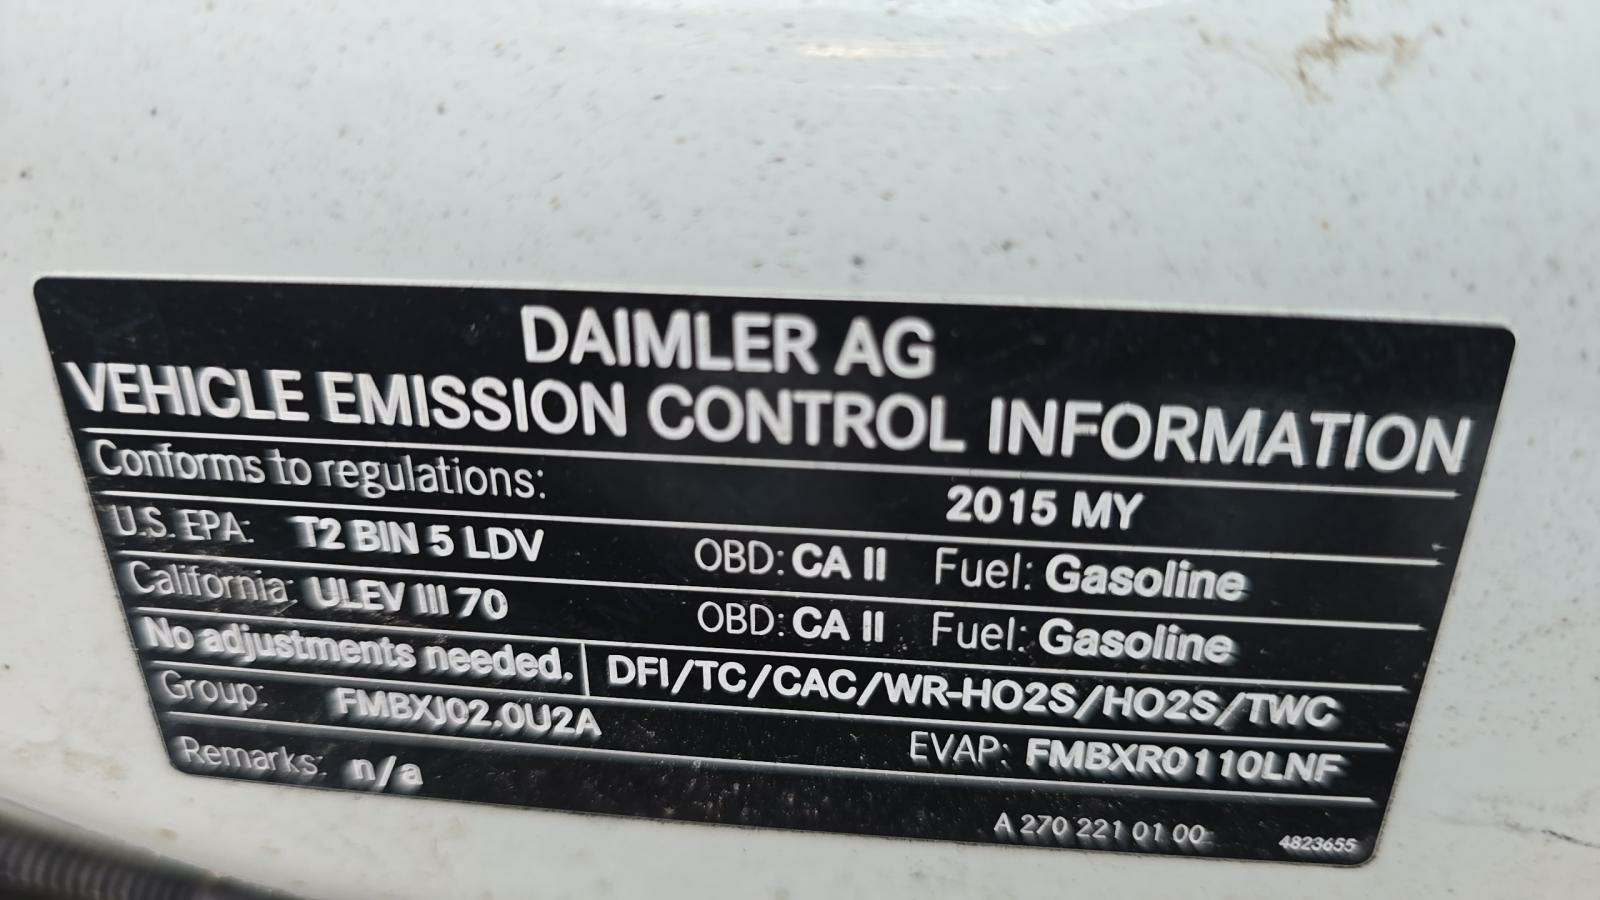 DAIMLER AG
VEHICLE EMISSION CONTROL INFORMATION
Conforms to regulations: 2015 MY
U.S. EPA: T2 BIN 5 LDV OBD: CA II Fuel: Gasoline
California: ULEV III 70 OBD: CA II Fuel: Gasoline
No adjustments needed. DFI/TC/CAC/WR-HO2S/HO2S/TWC
Group: FMBXJ02.0U2A EVAP: FMBXR0110LNF
Remarks: n/a
A 270 221 01 00 4823655